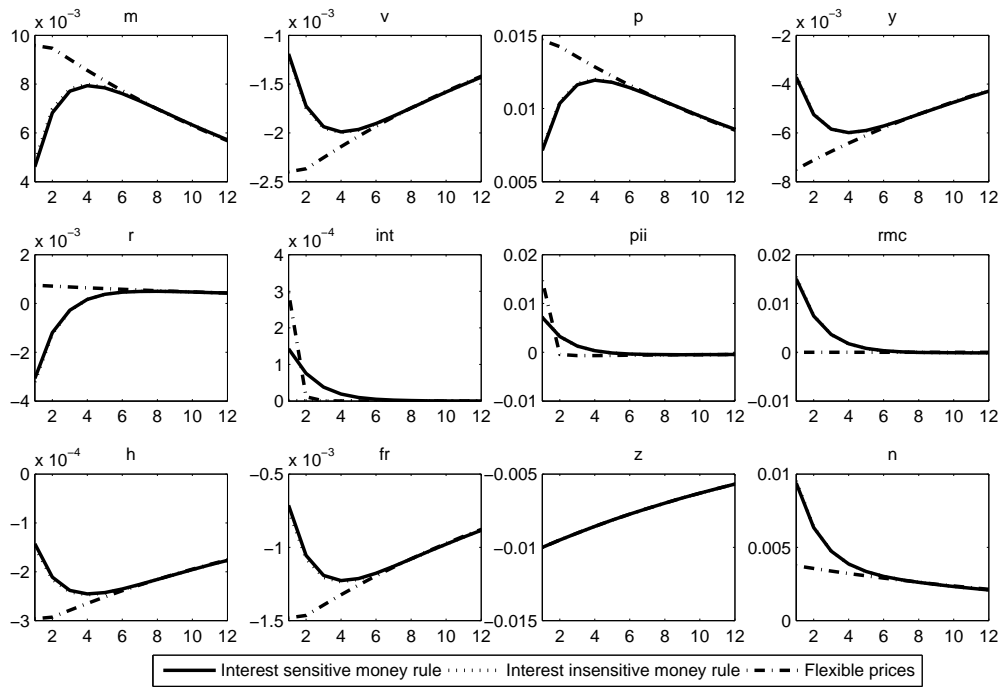 m
x 10⁻³
10
8
6
4
2 4 6 8 10 12
v
x 10⁻³
−1
−1.5
−2
−2.5
2 4 6 8 10 12
p
0.015
0.01
0.005
2 4 6 8 10 12
y
x 10⁻³
−2
−4
−6
−8
2 4 6 8 10 12
r
x 10⁻³
2
0
−2
−4
2 4 6 8 10 12
int
x 10⁻⁴
4
3
2
1
0
2 4 6 8 10 12
pii
0.02
0.01
0
−0.01
2 4 6 8 10 12
rmc
0.02
0.01
0
−0.01
2 4 6 8 10 12
h
x 10⁻⁴
0
−1
−2
−3
2 4 6 8 10 12
fr
x 10⁻³
−0.5
−1
−1.5
2 4 6 8 10 12
z
−0.005
−0.01
−0.015
2 4 6 8 10 12
n
0.01
0.005
0
2 4 6 8 10 12
Interest sensitive money rule Interest insensitive money rule Flexible prices